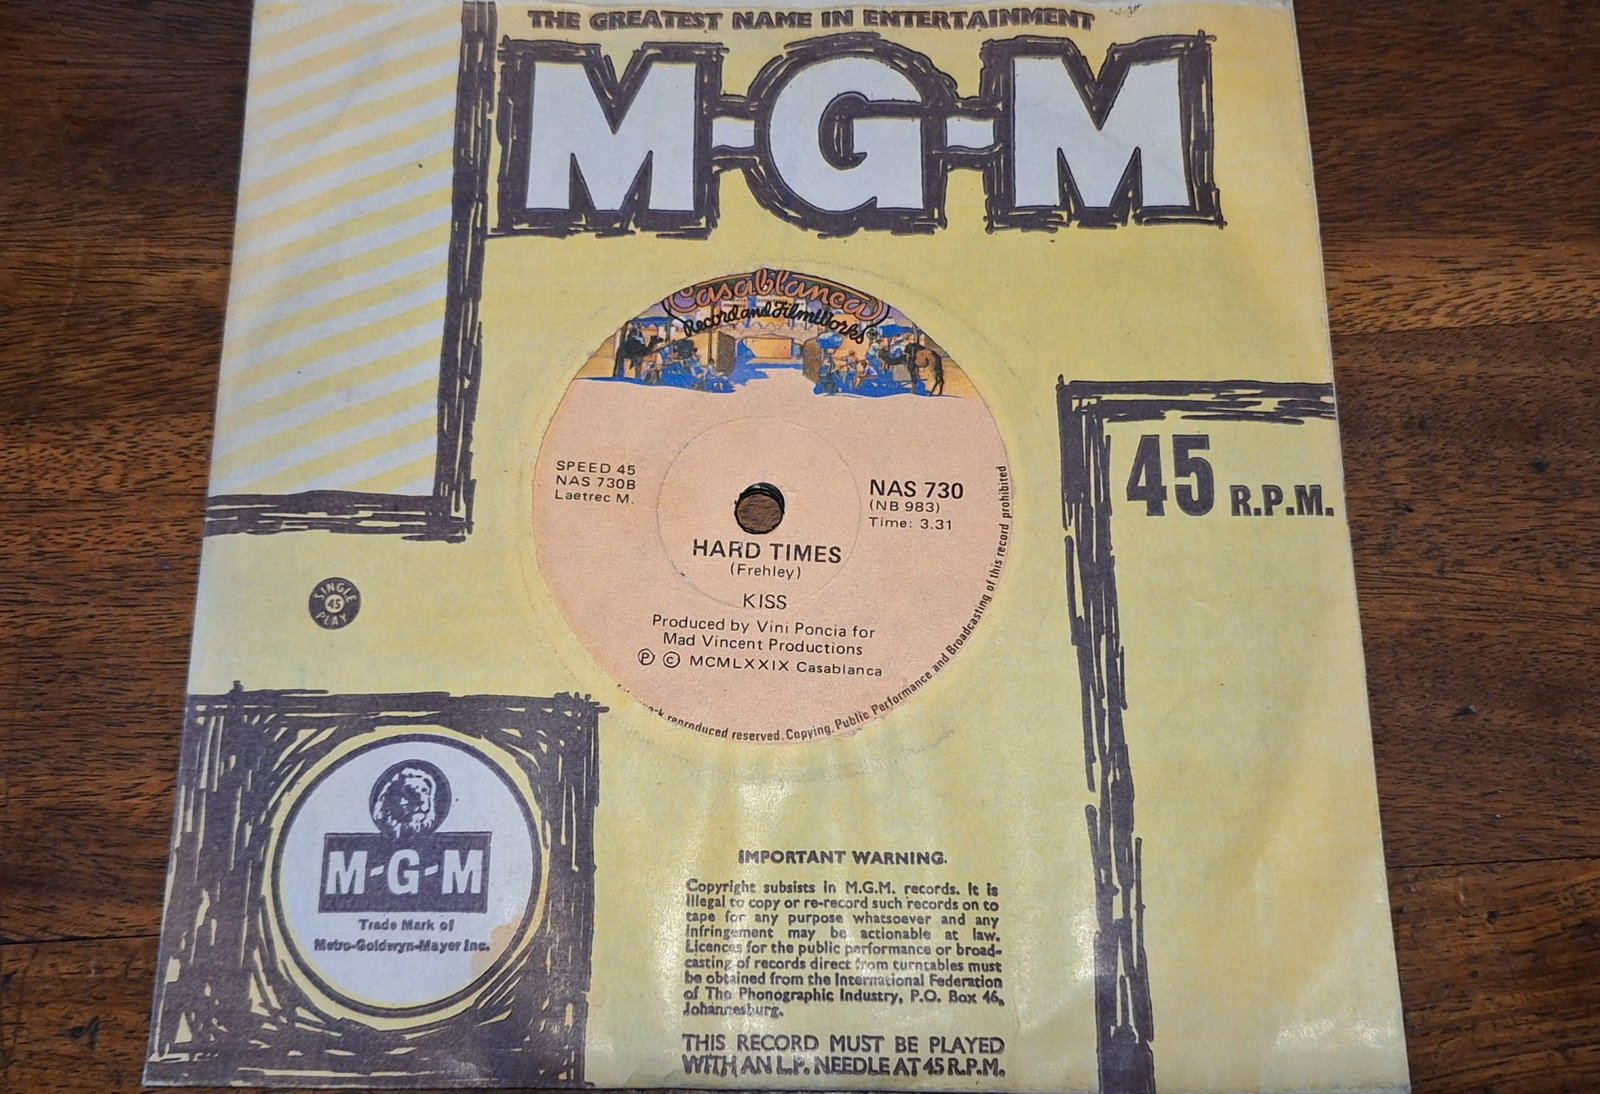 THE GREATEST NAME IN ENTERTAINMENT
M-G-M
Casablanca
Record and FilmWorks
SPEED 45
NAS 730B
Laetrec M.
NAS 730
(NB 983)
Time: 3.31
HARD TIMES
(Frehley)
KISS
Produced by Vini Poncia for
Mad Vincent Productions
Ⓟ © MCMLXXIX Casablanca
reproduced reserved. Copying, Public Performance and Broadcasting of this record prohibited
45 R.P.M.
SINGLE
45
PLAY
M-G-M
Trade Mark of
Metro-Goldwyn-Mayer Inc.
IMPORTANT WARNING.
Copyright subsists in M.G.M. records. It is
illegal to copy or re-record such records on to
tape for any purpose whatsoever and any
infringement may be actionable at law.
Licences for the public performance or broad-
casting of records direct from turntables must
be obtained from the International Federation
of The Phonographic Industry, P.O. Box 46,
Johannesburg.
THIS RECORD MUST BE PLAYED
WITH AN L.P. NEEDLE AT 45 R.P.M.